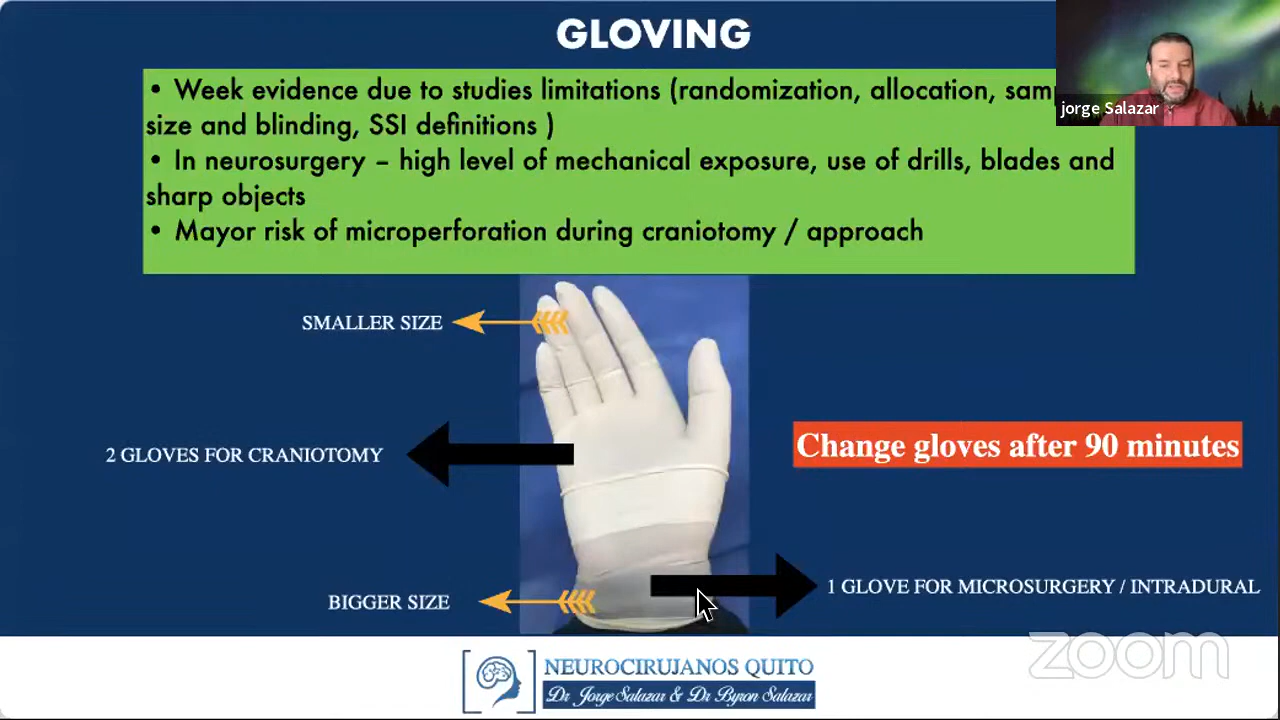 GLOVING
• Week evidence due to studies limitations (randomization, allocation,
size and blinding, SSI definitions )
• In neurosurgery – high level of mechanical exposure, use of drills, blades and
sharp objects
• Mayor risk of microperforation during craniotomy / approach
jorge Salazar
SMALLER SIZE
2 GLOVES FOR CRANIOTOMY
Change gloves after 90 minutes
BIGGER SIZE
1 GLOVE FOR MICROSURGERY / INTRADURAL
zoom
NEUROCIRUJANOS QUITO
Dr. Jorge Salazar & Dr Byron Salazar